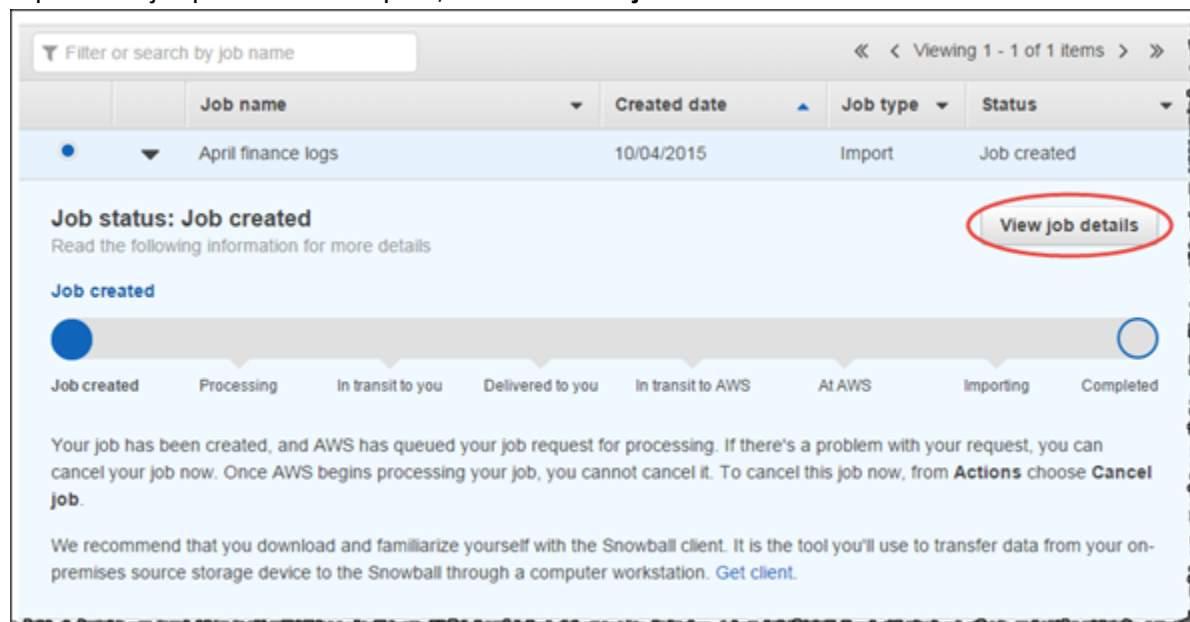 Filter or search by job name
Viewing 1 - 1 of 1 items
Job name Created date Job type Status
April finance logs 10/04/2015 Import Job created
Job status: Job created
View job details
Read the following information for more details
Job created
Job created Processing In transit to you Delivered to you In transit to AWS At AWS Importing Completed
Your job has been created, and AWS has queued your job request for processing. If there's a problem with your request, you can
cancel your job now. Once AWS begins processing your job, you cannot cancel it. To cancel this job now, from Actions choose Cancel
job.
We recommend that you download and familiarize yourself with the Snowball client. It is the tool you'll use to transfer data from your on-
premises source storage device to the Snowball through a computer workstation. Get client.